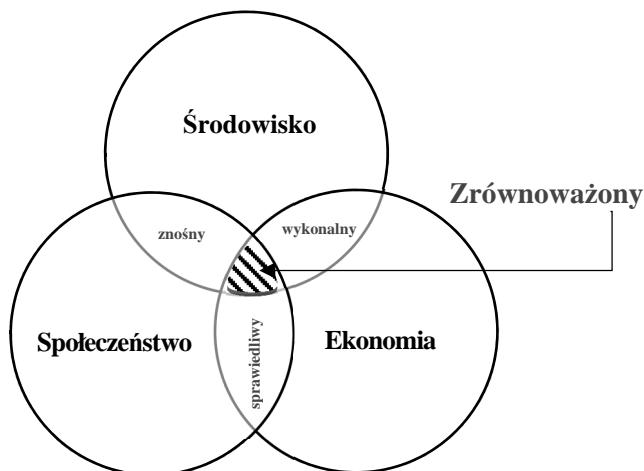 Środowisko
Zrównoważony
znośny
wykonalny
Społeczeństwo
sprawiedliwy
Ekonomia